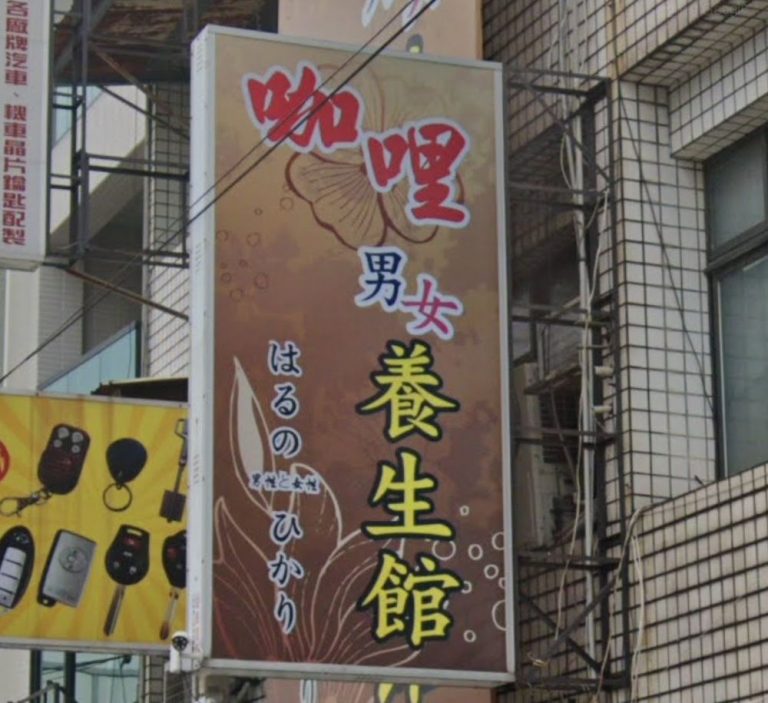 咖哩
男女
養生館
はるの
男性と女性
ひかり
廠牌汽車、機車晶片鑰匙配製